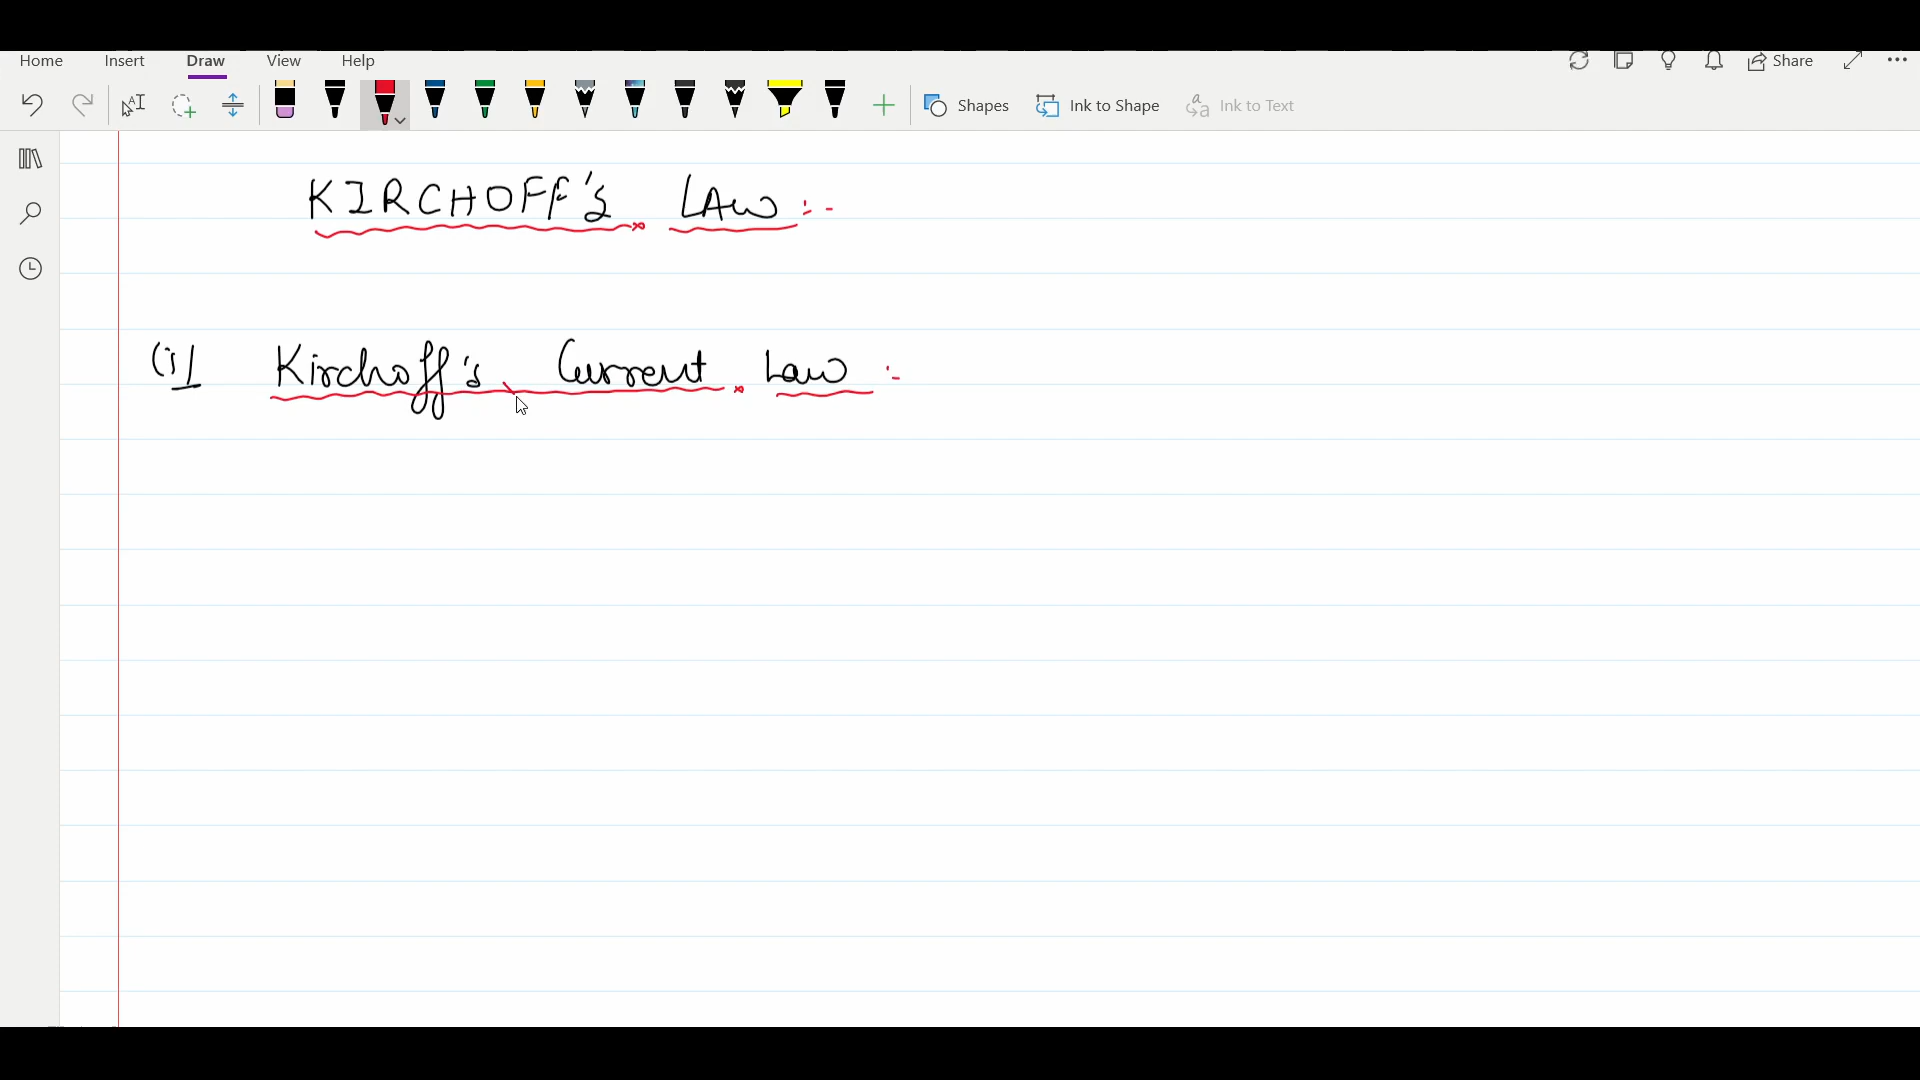 Home Insert Draw View Help Share
Shapes Ink to Shape Ink to Text
KIRCHOFF's LAW :-
(i) Kirchoff's Current Law :-